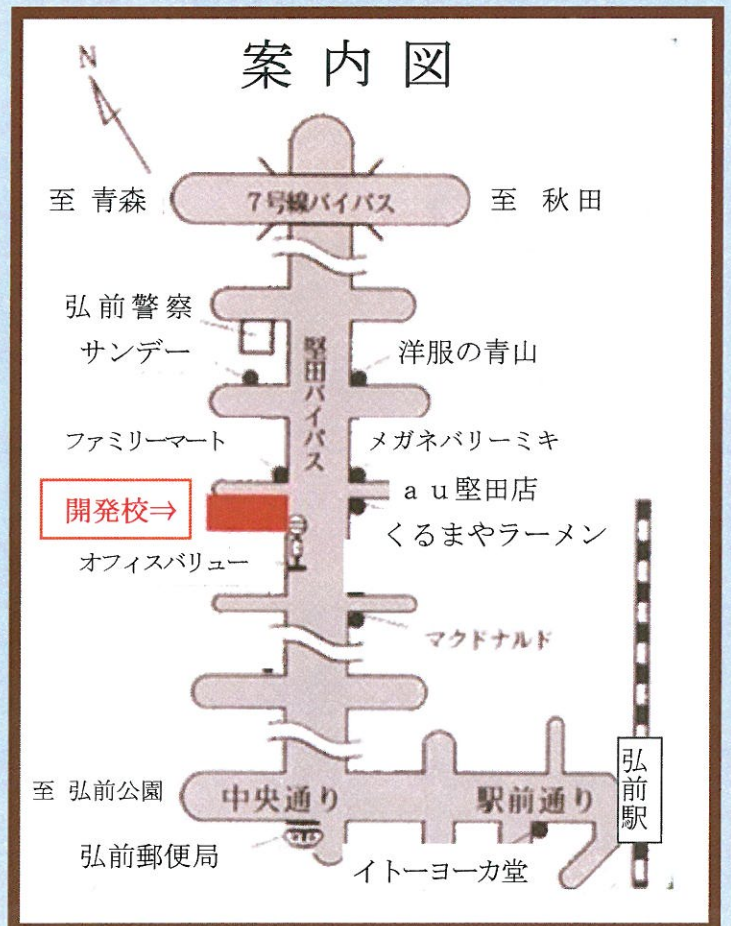 案内図
N
至 青森
7号線バイパス
至 秋田
弘前警察
サンデー
堅田バイパス
洋服の青山
ファミリーマート
メガネバリーミキ
開発校⇒
au堅田店
くるまやラーメン
オフィスバリュー
マクドナルド
至 弘前公園
中央通り
駅前通り
弘前駅
弘前郵便局
イトーヨーカ堂